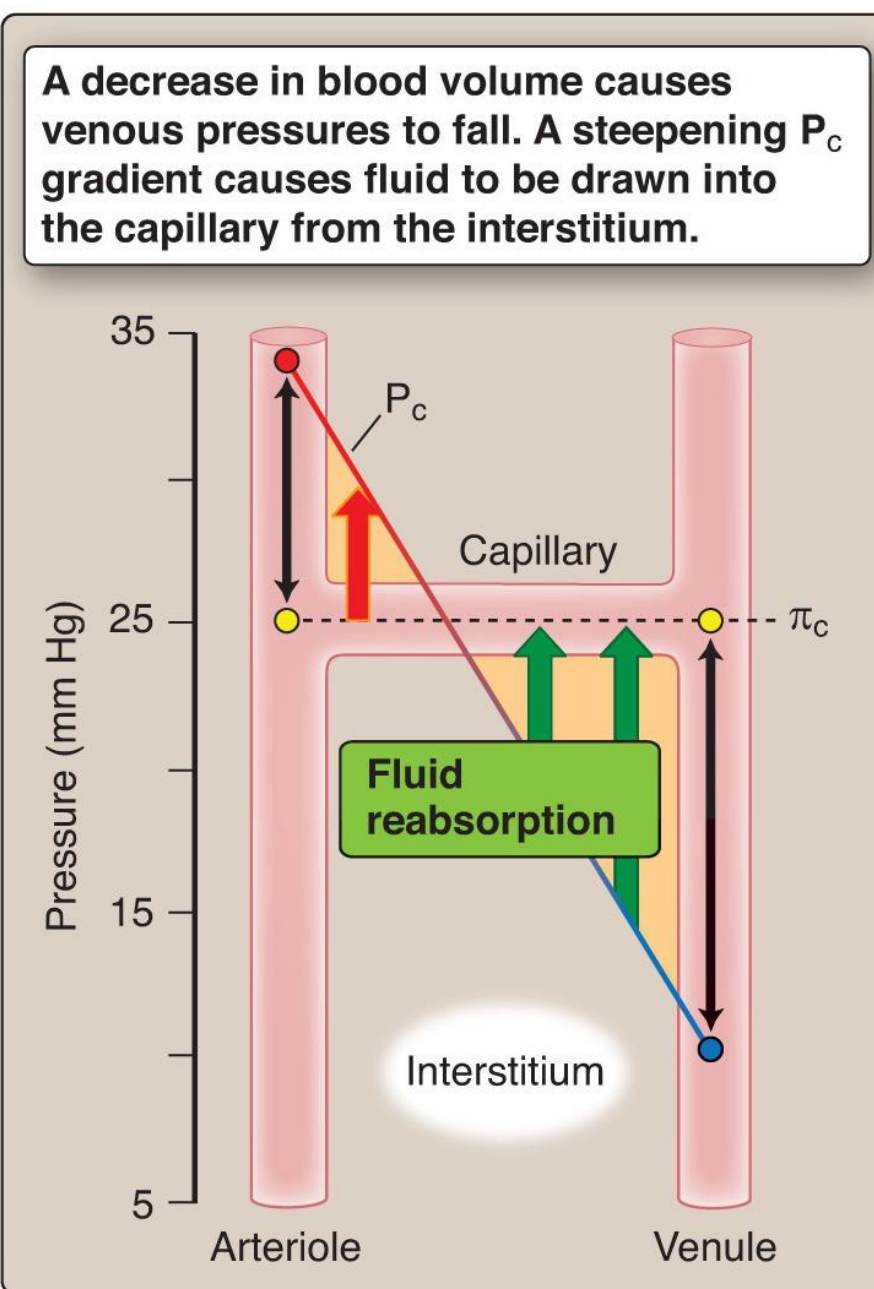 A decrease in blood volume causes
venous pressures to fall. A steepening Pc
gradient causes fluid to be drawn into
the capillary from the interstitium.
35
Pc
Capillary
25
πc
Pressure (mm Hg)
Fluid
reabsorption
15
Interstitium
5
Arteriole
Venule